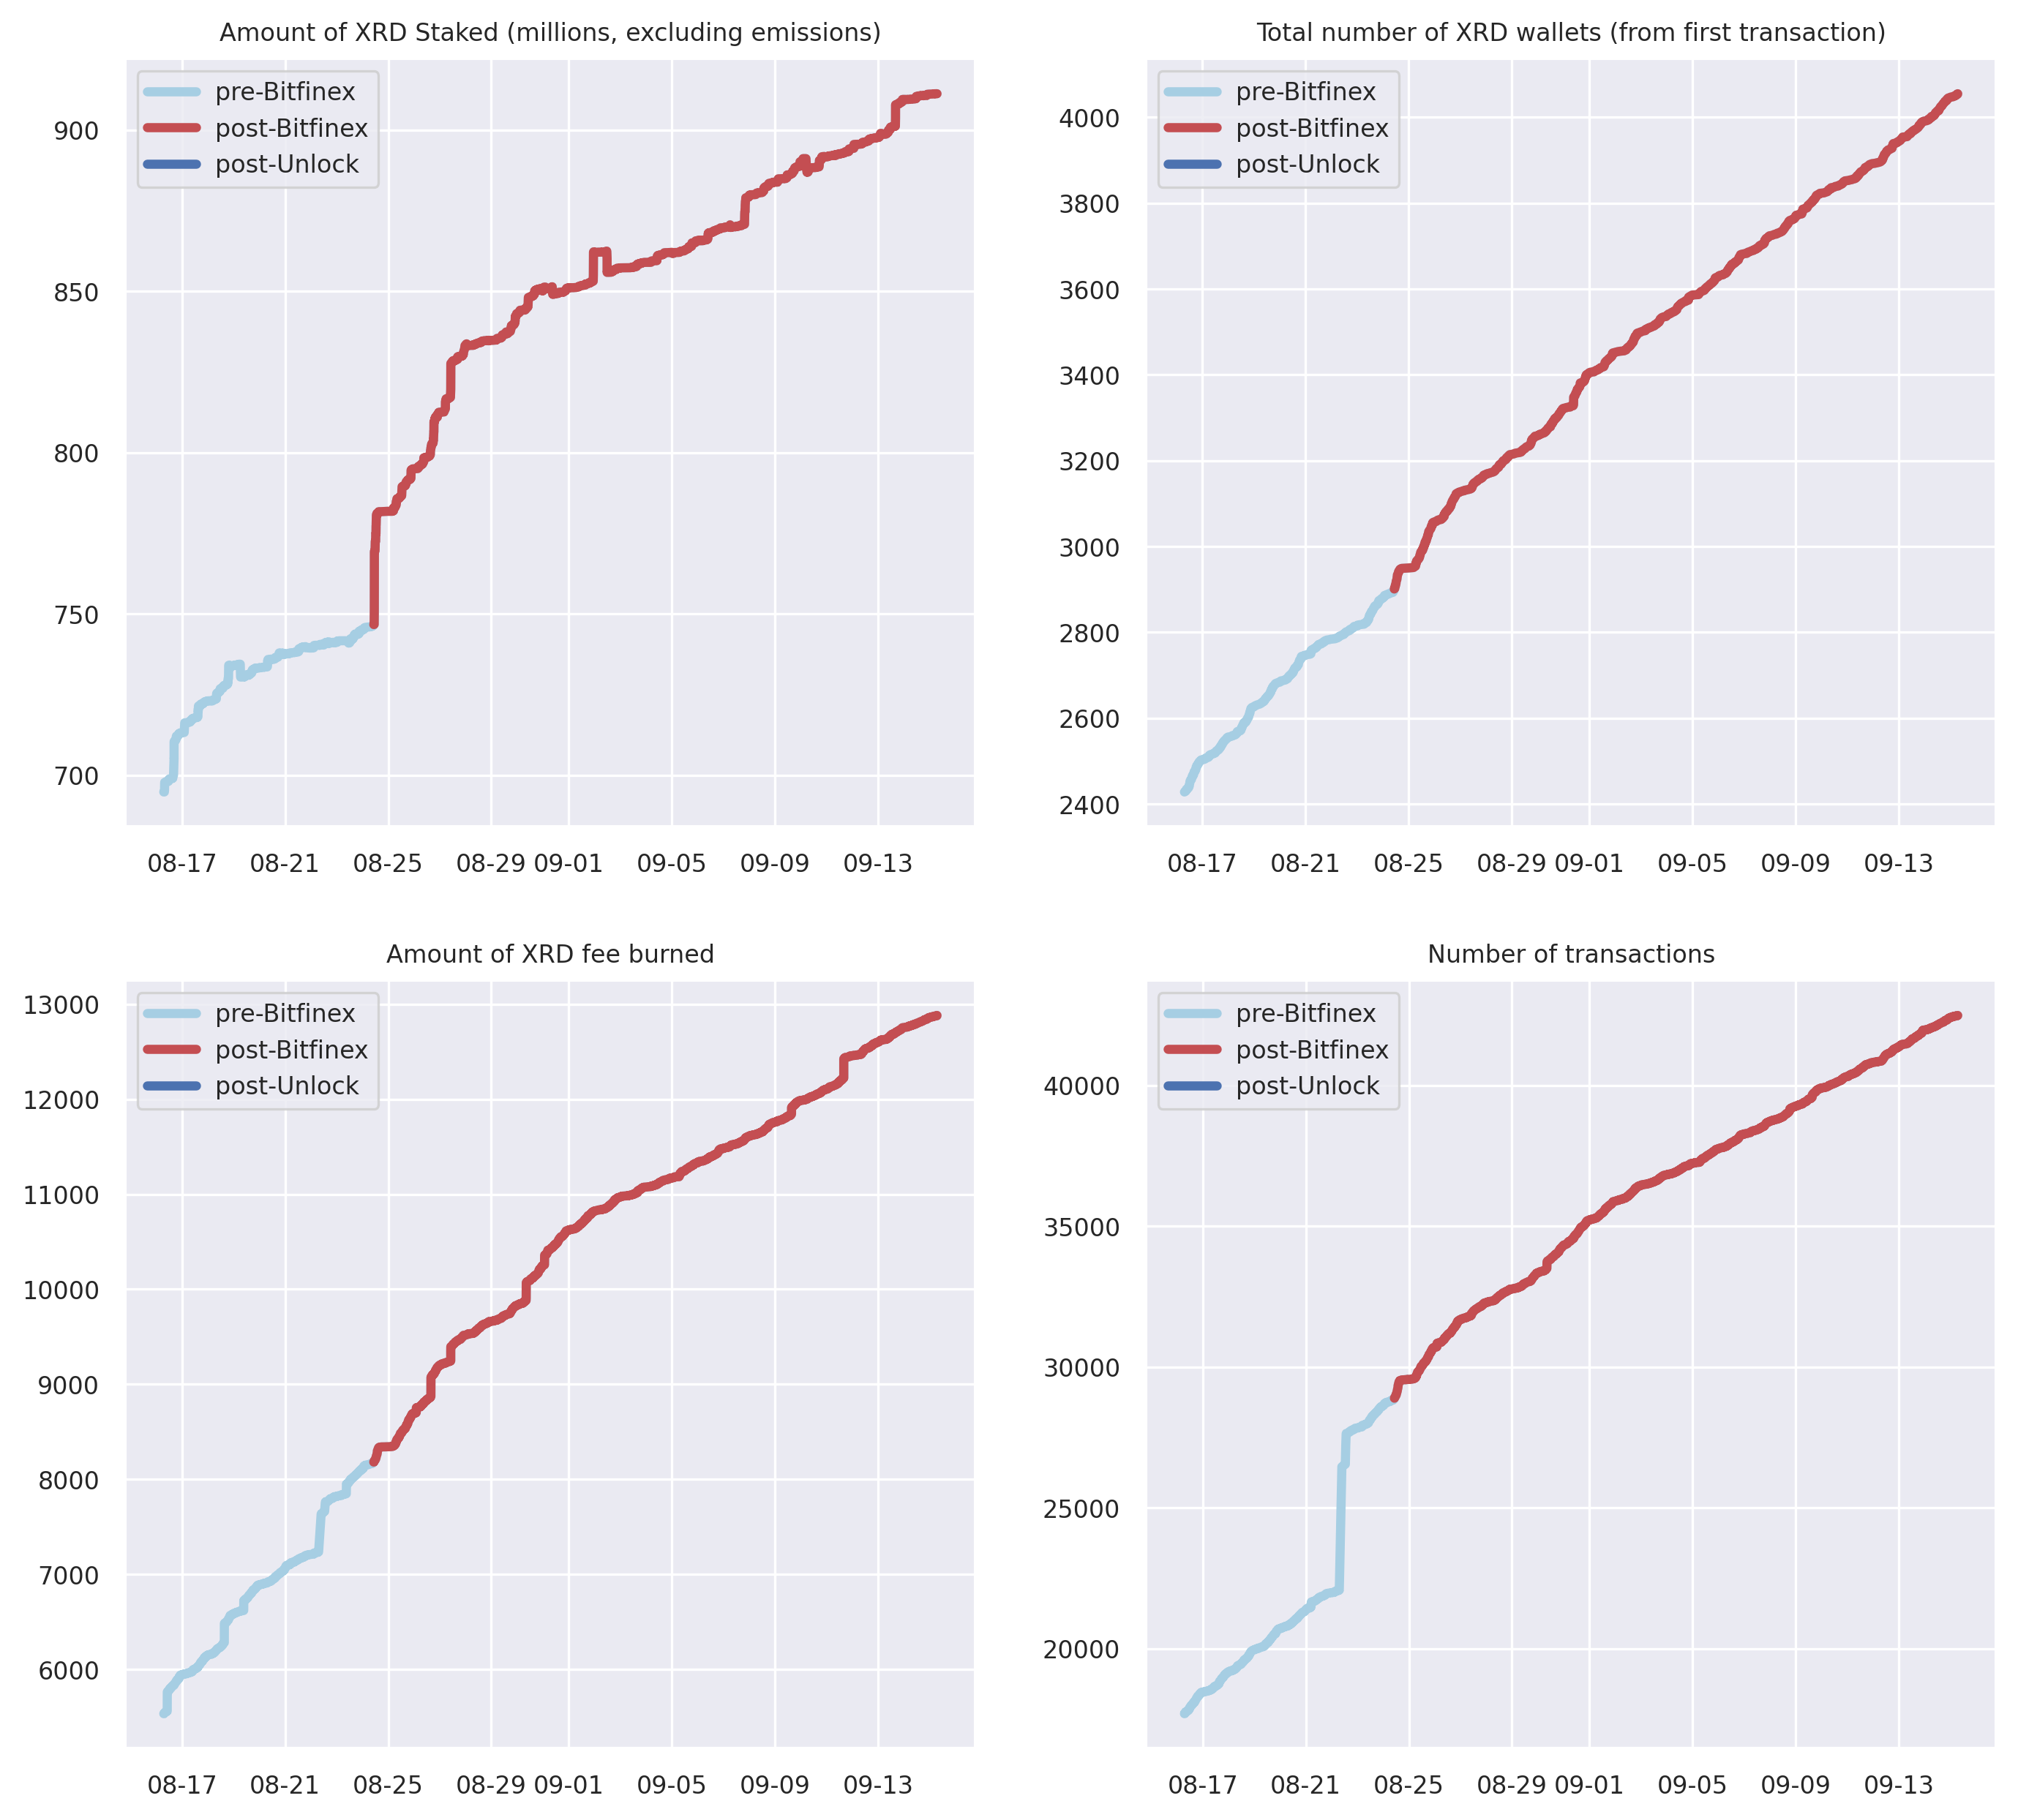 Amount of XRD Staked (millions, excluding emissions)
pre-Bitfinex
post-Bitfinex
post-Unlock
900
850
800
750
700
08-17 08-21 08-25 08-29 09-01 09-05 09-09 09-13
Total number of XRD wallets (from first transaction)
pre-Bitfinex
post-Bitfinex
post-Unlock
4000
3800
3600
3400
3200
3000
2800
2600
2400
08-17 08-21 08-25 08-29 09-01 09-05 09-09 09-13
Amount of XRD fee burned
pre-Bitfinex
post-Bitfinex
post-Unlock
13000
12000
11000
10000
9000
8000
7000
6000
08-17 08-21 08-25 08-29 09-01 09-05 09-09 09-13
Number of transactions
pre-Bitfinex
post-Bitfinex
post-Unlock
40000
35000
30000
25000
20000
08-17 08-21 08-25 08-29 09-01 09-05 09-09 09-13